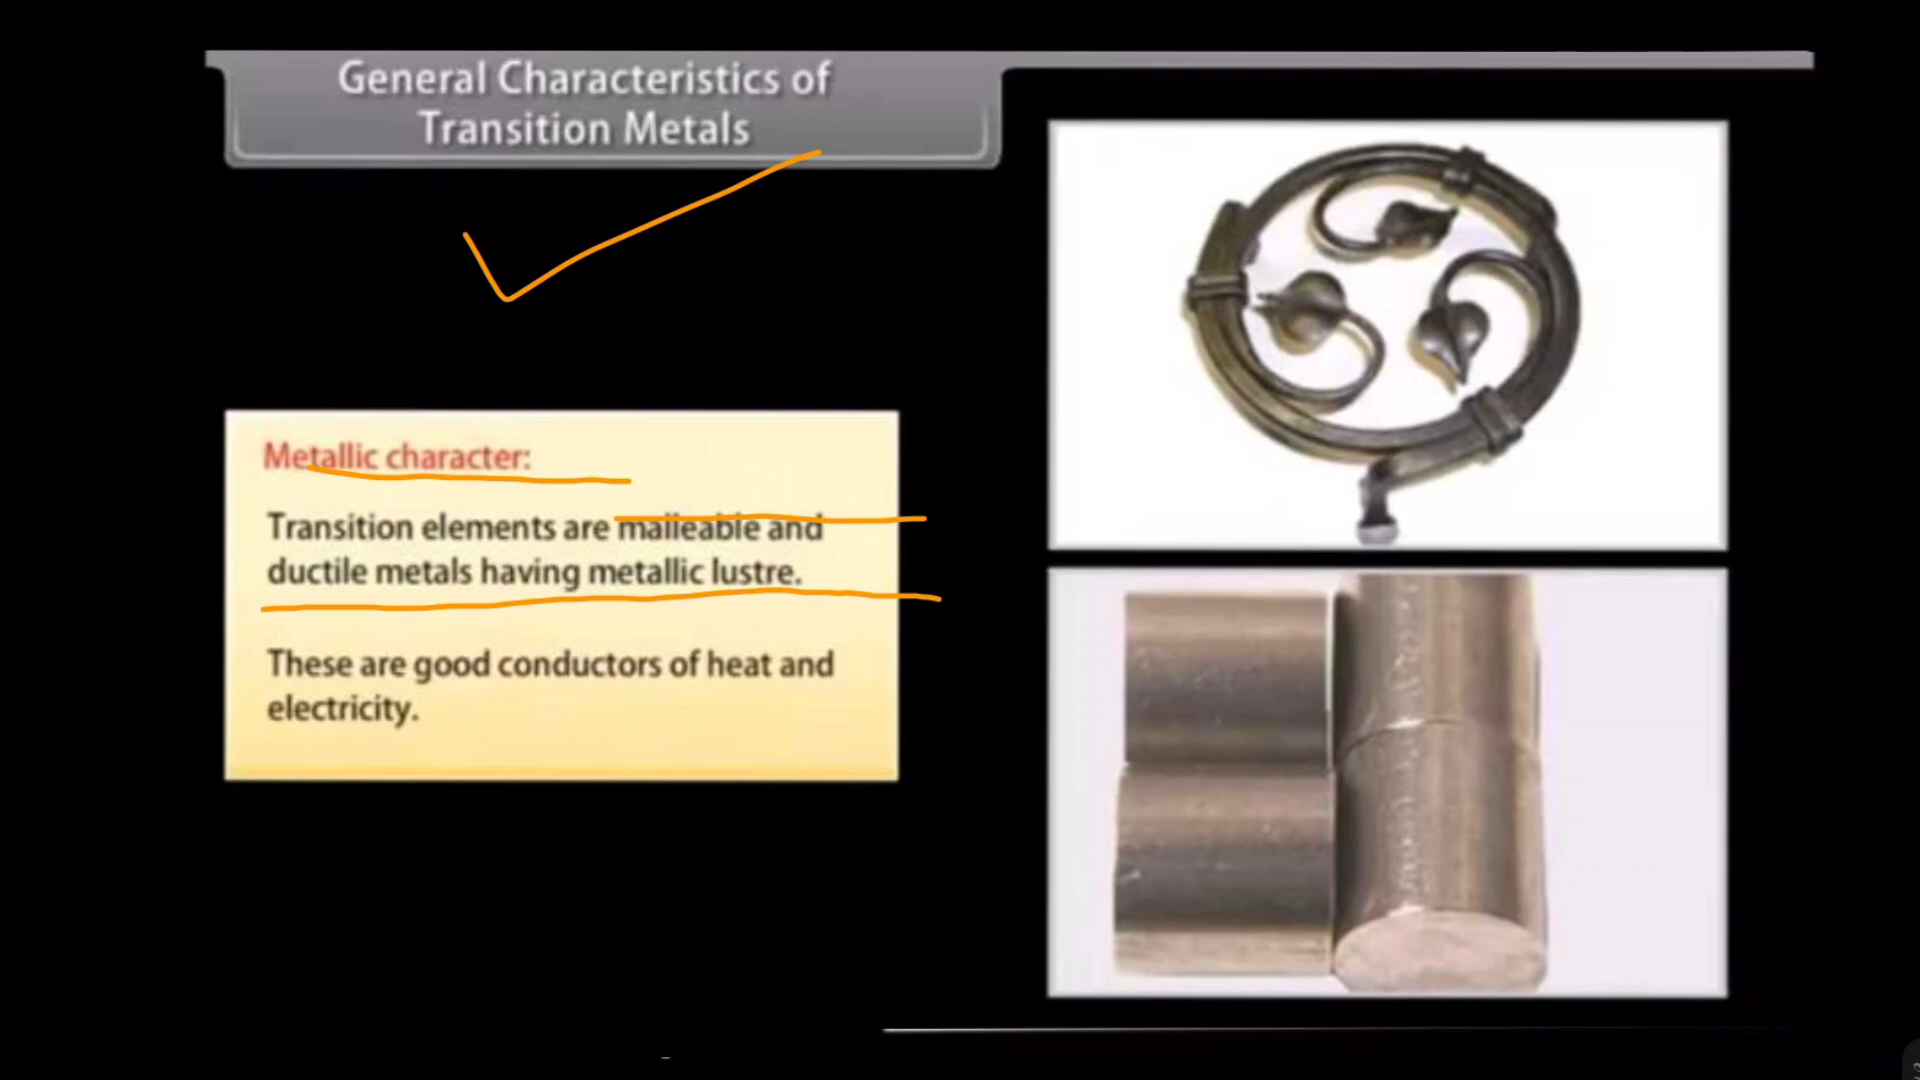 General Characteristics of
Transition Metals
Metallic character:
Transition elements are malleable and
ductile metals having metallic lustre.
These are good conductors of heat and
electricity.